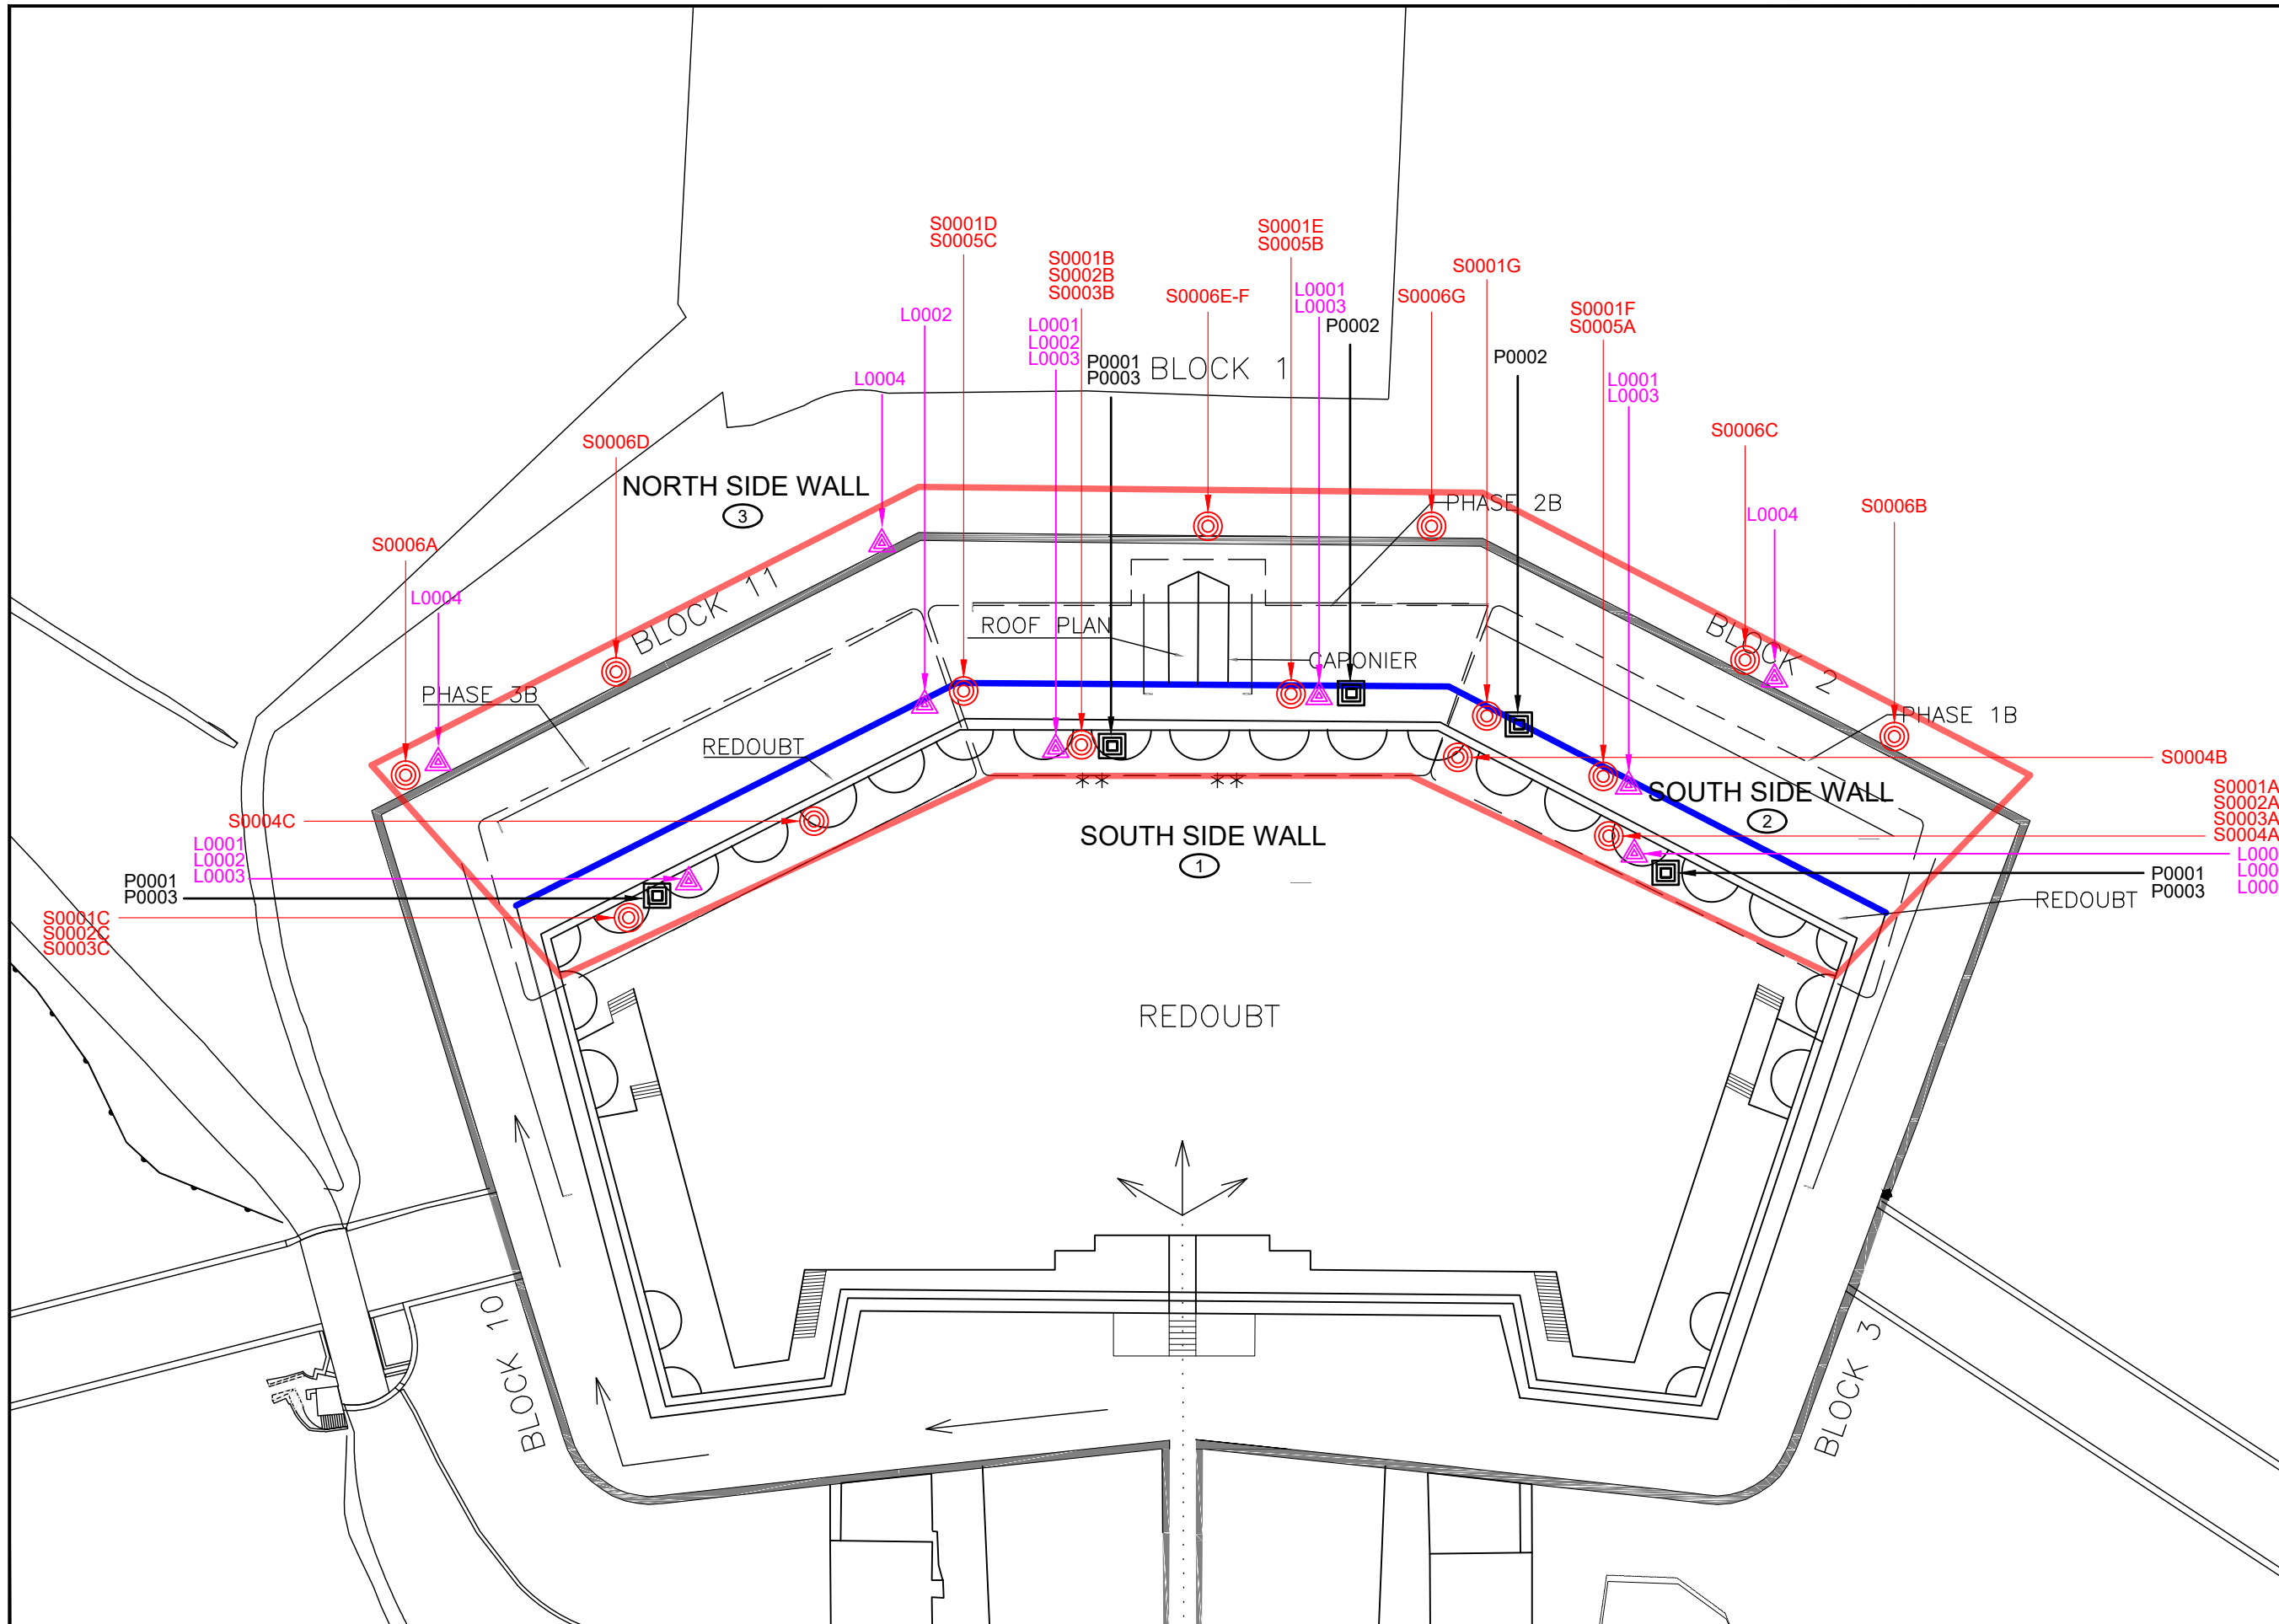 S0001D
S0005C
S0001B
S0002B
S0003B
S0001E
S0005B
S0001G
S0006E-F
L0001
L0003
S0006G
S0001F
S0005A
L0002
L0001
L0002
L0003
P0002
P0001
P0003
BLOCK 1
P0002
L0004
L0001
L0003
S0006D
S0006C
NORTH SIDE WALL
3
PHASE 2B
S0006B
L0004
S0006A
L0004
BLOCK 11
ROOF PLAN
CAPONIER
BLOCK 2
PHASE 3B
PHASE 1B
REDOUBT
S0004B
**
**
SOUTH SIDE WALL
2
S0001A
S0002A
S0003A
S0004A
S0004C
SOUTH SIDE WALL
1
L0001
L0002
L0003
L000
L000
L000
P0001
P0003
P0001
P0003
REDOUBT
S0001C
S0002C
S0003C
REDOUBT
BLOCK 10
BLOCK 3